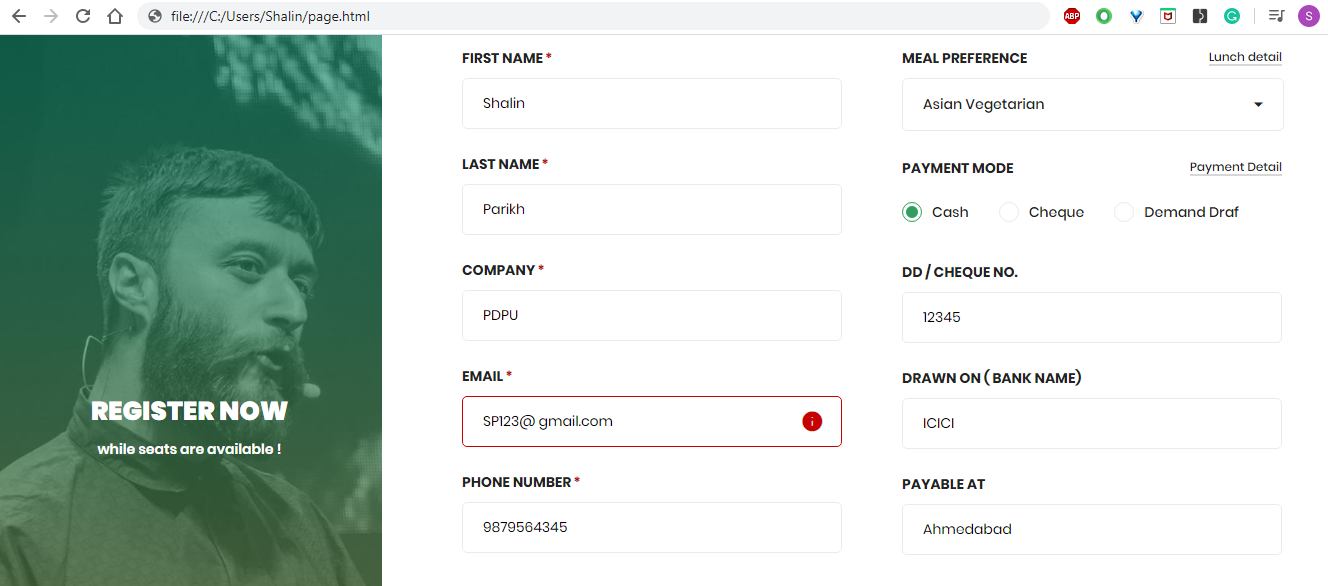 file:///C:/Users/Shalin/page.html
ABP
G
S
REGISTER NOW
while seats are available !
FIRST NAME *
Shalin
LAST NAME *
Parikh
COMPANY *
PDPU
EMAIL *
SP123@ gmail.com
i
PHONE NUMBER *
9879564345
MEAL PREFERENCE
Lunch detail
Asian Vegetarian
PAYMENT MODE
Payment Detail
Cash
Cheque
Demand Draf
DD / CHEQUE NO.
12345
DRAWN ON ( BANK NAME)
ICICI
PAYABLE AT
Ahmedabad